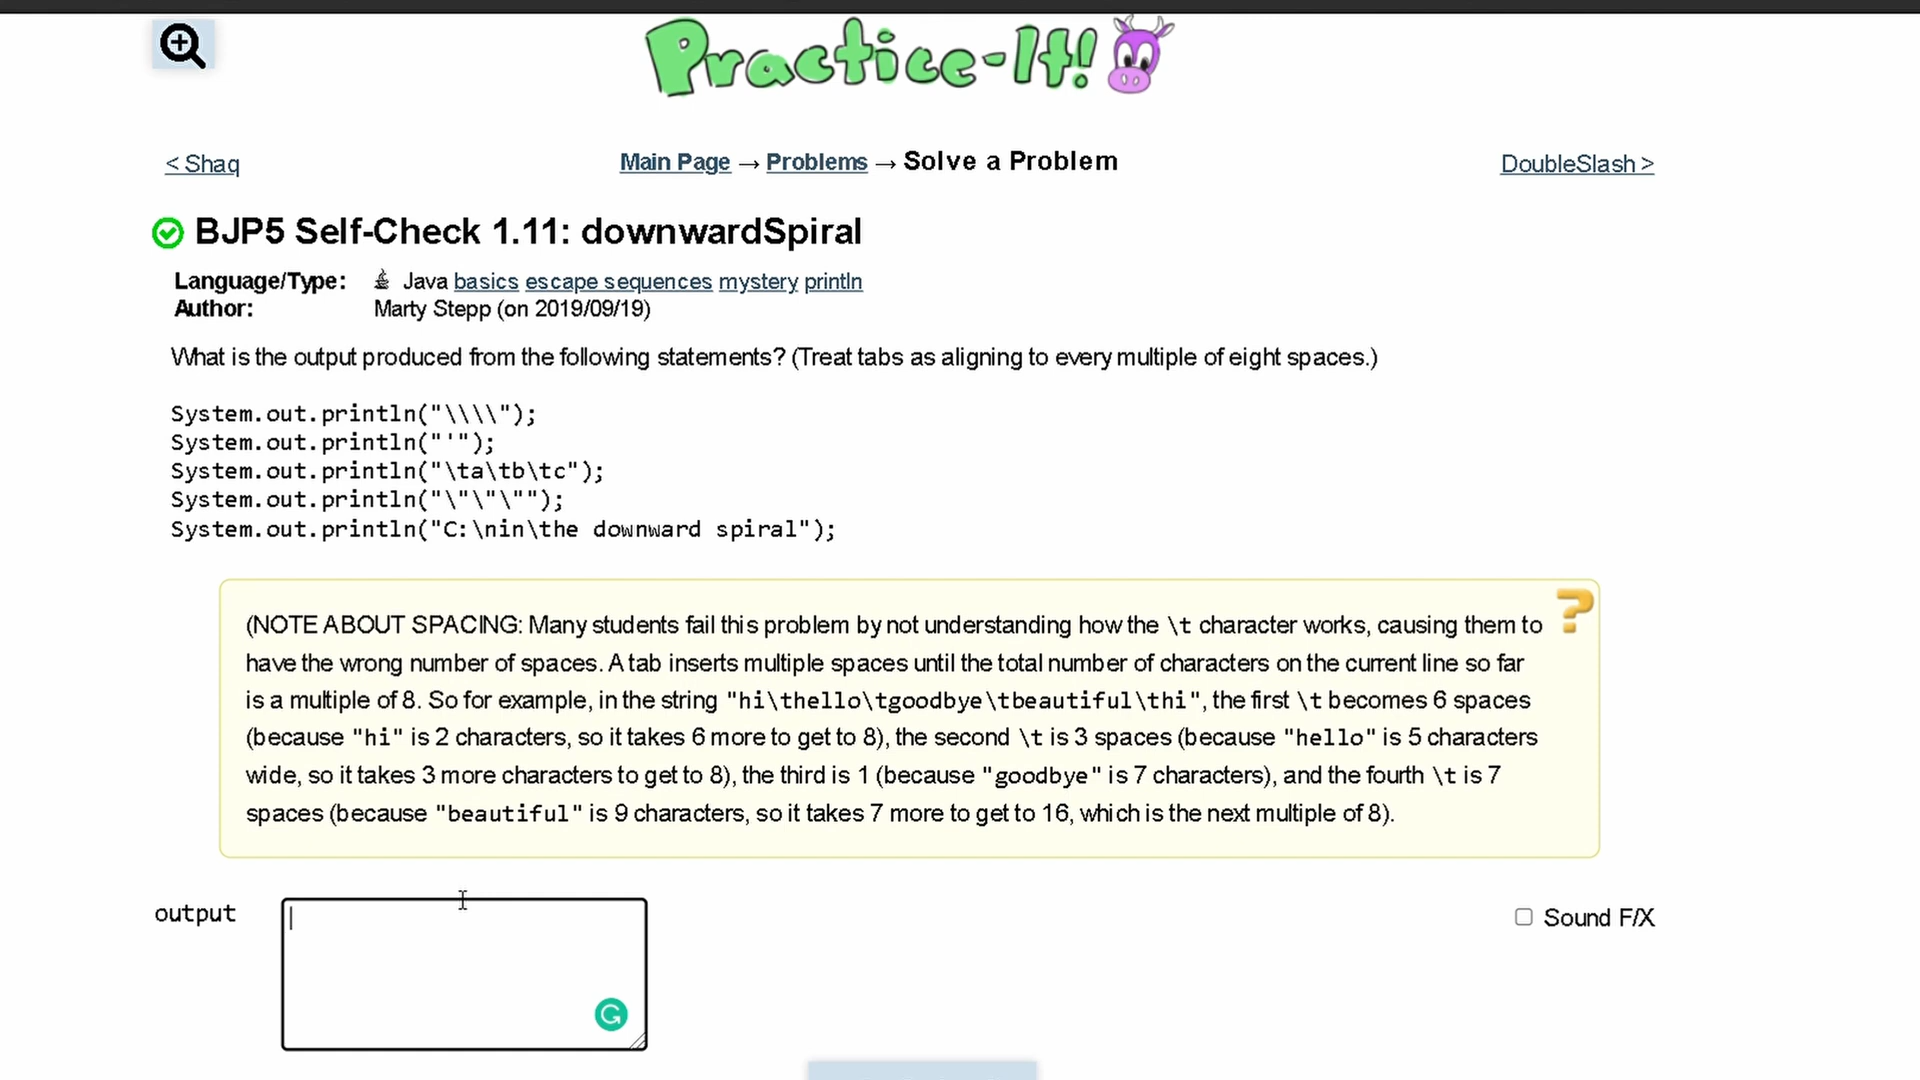 Practice-It!
< Shaq
Main Page → Problems → Solve a Problem
DoubleSlash >
BJP5 Self-Check 1.11: downwardSpiral
Language/Type: Java basics escape sequences mystery println
Author: Marty Stepp (on 2019/09/19)
What is the output produced from the following statements? (Treat tabs as aligning to every multiple of eight spaces.)
System.out.println("\\\\");
System.out.println("'");
System.out.println("\ta\tb\tc");
System.out.println("\"\"\"");
System.out.println("C:\nin\the downward spiral");
(NOTE ABOUT SPACING: Many students fail this problem by not understanding how the \t character works, causing them to
have the wrong number of spaces. A tab inserts multiple spaces until the total number of characters on the current line so far
is a multiple of 8. So for example, in the string "hi\thello\tgoodbye\tbeautiful\thi", the first \t becomes 6 spaces
(because "hi" is 2 characters, so it takes 6 more to get to 8), the second \t is 3 spaces (because "hello" is 5 characters
wide, so it takes 3 more characters to get to 8), the third is 1 (because "goodbye" is 7 characters), and the fourth \t is 7
spaces (because "beautiful" is 9 characters, so it takes 7 more to get to 16, which is the next multiple of 8).
output
Sound F/X